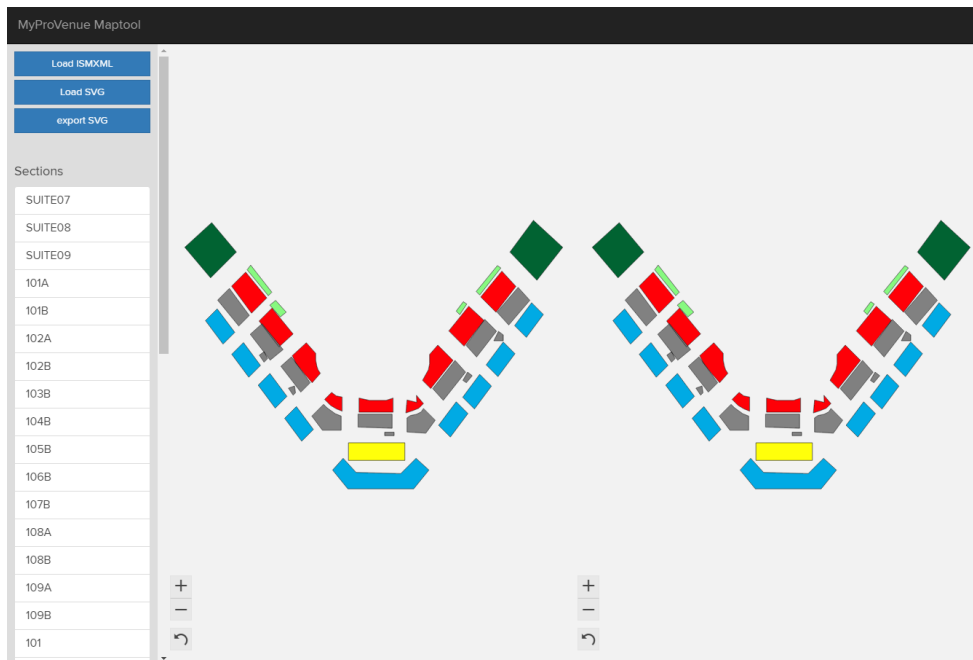 MyProVenue Maptool
Load ISMXML
Load SVG
export SVG
Sections
SUITE07
SUITE08
SUITE09
101A
101B
102A
102B
103B
104B
105B
106B
107B
108A
108B
109A
109B
101